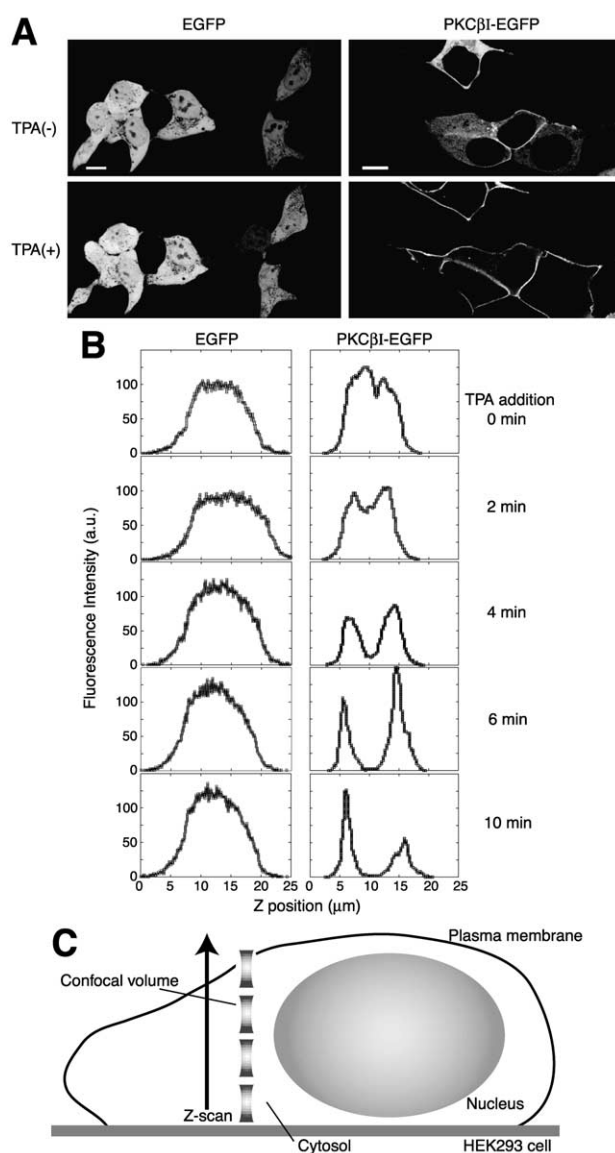 A
EGFP
PKCβI-EGFP
TPA(-)
TPA(+)
B
EGFP
PKCβI-EGFP
TPA addition
0 min
2 min
4 min
6 min
10 min
Fluorescence Intensity (a.u.)
100
50
0
100
50
0
100
50
0
100
50
0
100
50
0
0 5 10 15 20 25
0 5 10 15 20 25
Z position (μm)
C
Plasma membrane
Confocal volume
Z-scan
Nucleus
Cytosol
HEK293 cell